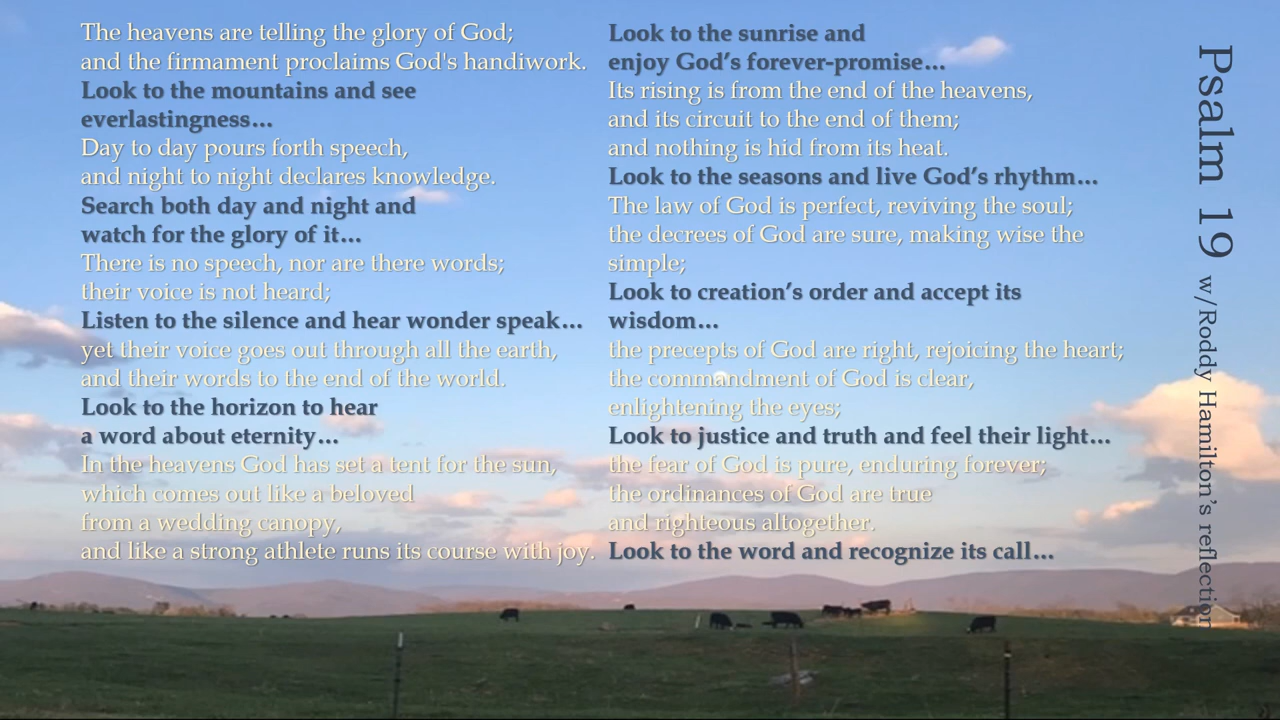 The heavens are telling the glory of God;
and the firmament proclaims God's handiwork.
Look to the mountains and see
everlastingness…
Day to day pours forth speech,
and night to night declares knowledge.
Search both day and night and
watch for the glory of it…
There is no speech, nor are there words;
their voice is not heard;
Listen to the silence and hear wonder speak…
yet their voice goes out through all the earth,
and their words to the end of the world.
Look to the horizon to hear
a word about eternity…
In the heavens God has set a tent for the sun,
which comes out like a beloved
from a wedding canopy,
and like a strong athlete runs its course with joy.
Look to the sunrise and
enjoy God’s forever-promise…
Its rising is from the end of the heavens,
and its circuit to the end of them;
and nothing is hid from its heat.
Look to the seasons and live God’s rhythm…
The law of God is perfect, reviving the soul;
the decrees of God are sure, making wise the
simple;
Look to creation’s order and accept its
wisdom…
the precepts of God are right, rejoicing the heart;
the commandment of God is clear,
enlightening the eyes;
Look to justice and truth and feel their light…
the fear of God is pure, enduring forever;
the ordinances of God are true
and righteous altogether.
Look to the word and recognize its call…
Psalm 19 w/Roddy Hamilton’s reflection